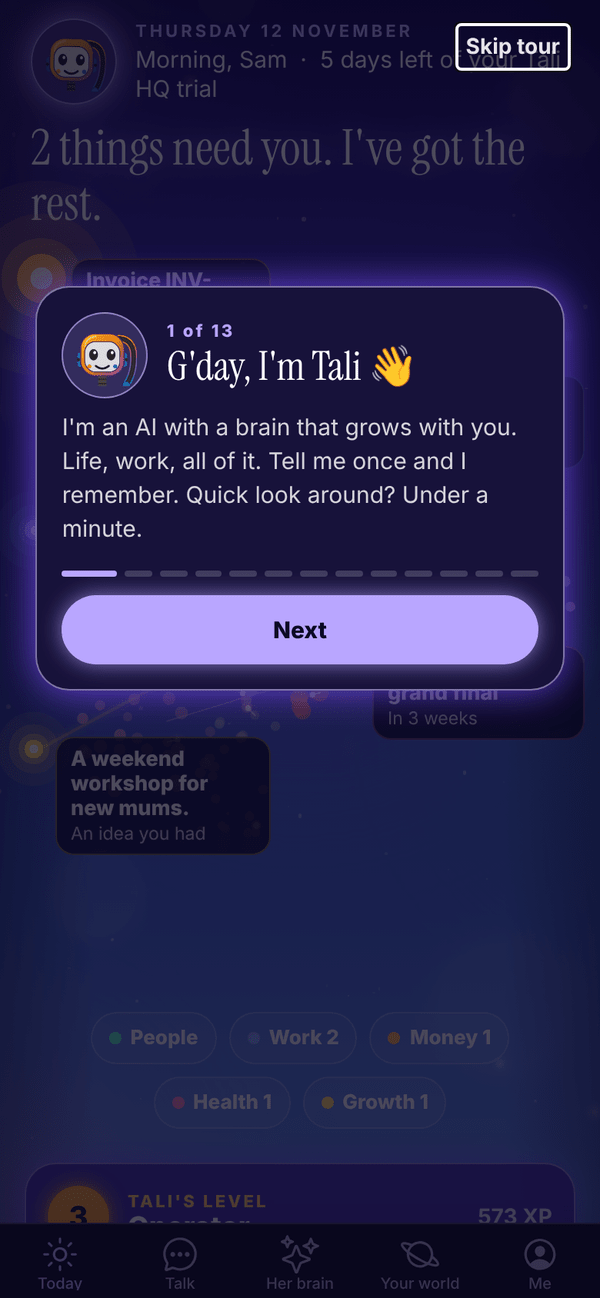 THURSDAY 12 NOVEMBER
Morning, Sam · 5 days left of your Tali
HQ trial
Skip tour
2 things need you. I've got the
rest.
Invoice INV-
1 of 13
G'day, I'm Tali 👋
I'm an AI with a brain that grows with you.
Life, work, all of it. Tell me once and I
remember. Quick look around? Under a
minute.
Next
grand final
In 3 weeks
A weekend
workshop for
new mums.
An idea you had
People
Work 2
Money 1
Health 1
Growth 1
3
TALI'S LEVEL
Operator
573 XP
Today
Talk
Her brain
Your world
Me